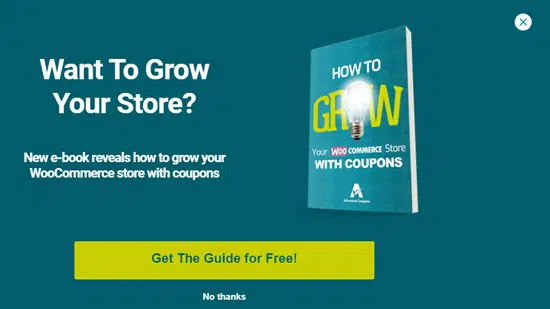 Want To Grow
Your Store?
New e-book reveals how to grow your
WooCommerce store with coupons
HOW TO
GROW
Your WOO COMMERCE Store
WITH COUPONS
Advanced Coupons
Get The Guide for Free!
No thanks